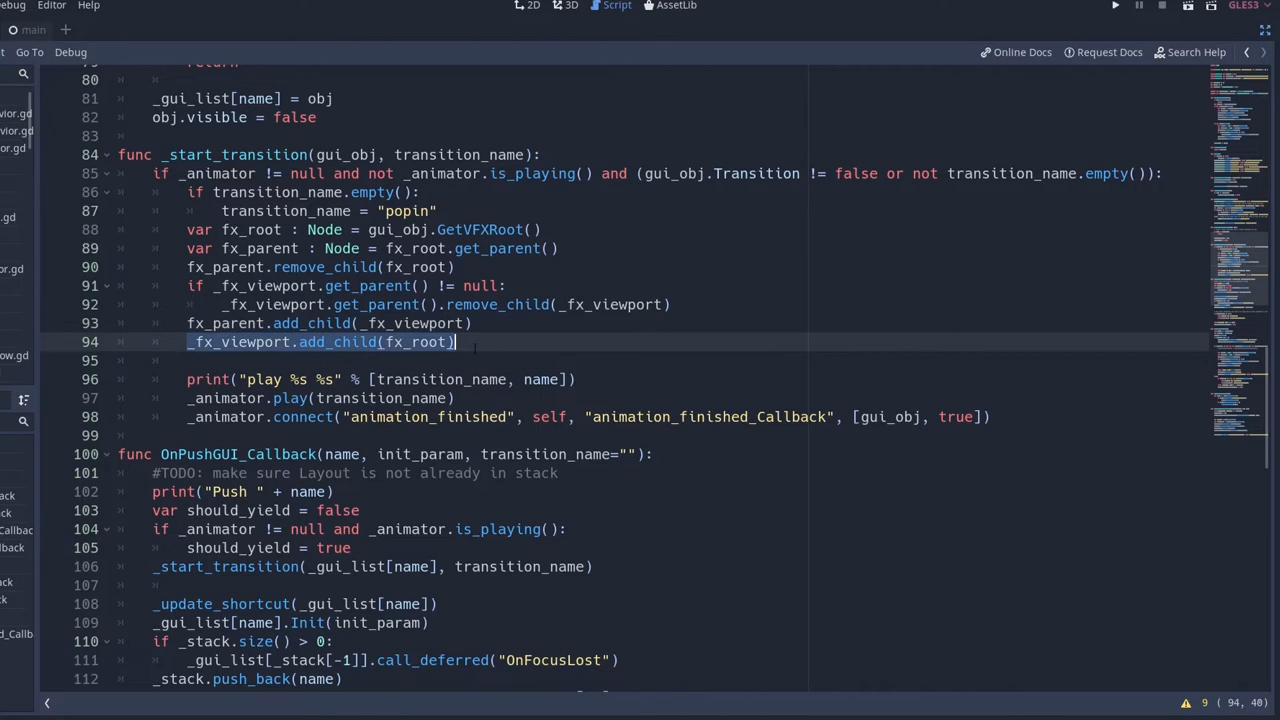 Debug Editor Help 2D 3D Script AssetLib GLES3
main
Go To Debug Online Docs Request Docs Search Help
79 return
80
81 _gui_list[name] = obj
82 obj.visible = false
83
84 func _start_transition(gui_obj, transition_name):
85 if _animator != null and not _animator.is_playing() and (gui_obj.Transition != false or not transition_name.empty()):
86 if transition_name.empty():
87 transition_name = "popin"
88 var fx_root : Node = gui_obj.GetVFXRoot()
89 var fx_parent : Node = fx_root.get_parent()
90 fx_parent.remove_child(fx_root)
91 if _fx_viewport.get_parent() != null:
92 _fx_viewport.get_parent().remove_child(_fx_viewport)
93 fx_parent.add_child(_fx_viewport)
94 _fx_viewport.add_child(fx_root)
95
96 print("play %s %s" % [transition_name, name])
97 _animator.play(transition_name)
98 _animator.connect("animation_finished", self, "animation_finished_Callback", [gui_obj, true])
99
100 func OnPushGUI_Callback(name, init_param, transition_name=""):
101 #TODO: make sure Layout is not already in stack
102 print("Push " + name)
103 var should_yield = false
104 if _animator != null and _animator.is_playing():
105 should_yield = true
106 _start_transition(_gui_list[name], transition_name)
107
108 _update_shortcut(_gui_list[name])
109 _gui_list[name].Init(init_param)
110 if _stack.size() > 0:
111 _gui_list[_stack[-1]].call_deferred("OnFocusLost")
112 _stack.push_back(name)
9 ( 94, 40)